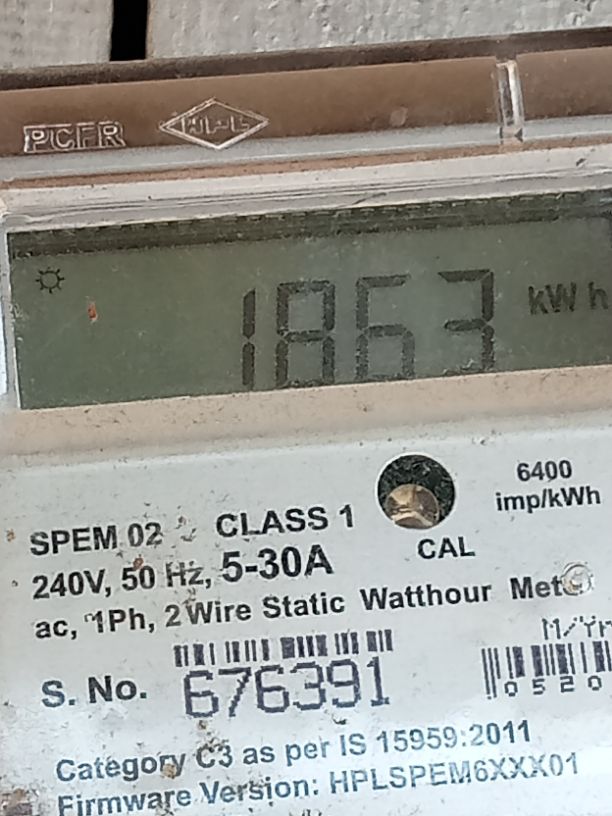 PCFR HPL
1863 kWh
6400
imp/kWh
SPEM 02 CLASS 1
CAL
240V, 50 Hz, 5-30A
ac, 1Ph, 2 Wire Static Watthour
M/Yr
S. No. 676391
0520
Category C3 as per IS 15959:2011
Firmware Version: HPLSPEM6XXX01